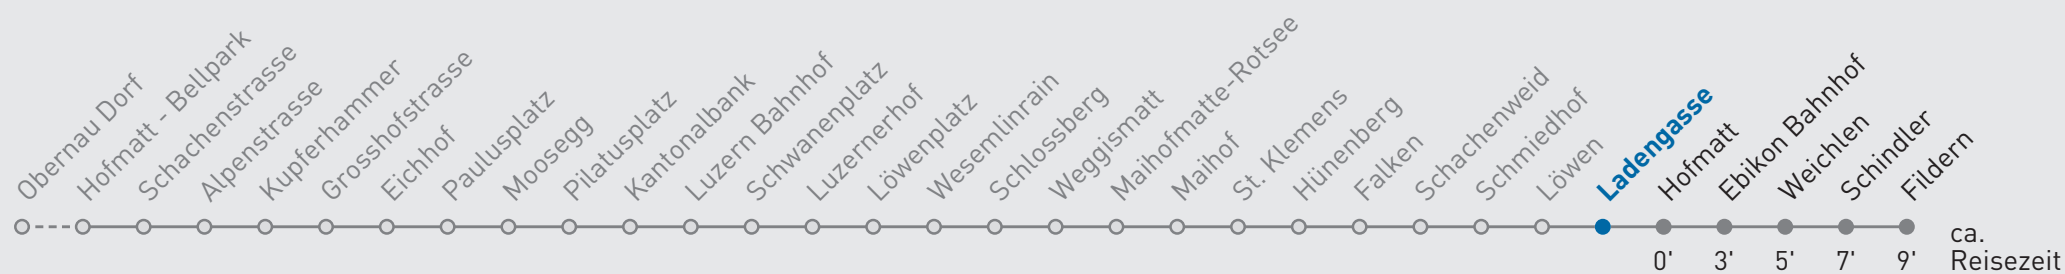 Obernau Dorf
Hofmatt - Bellpark
Schachenstrasse
Alpenstrasse
Kupferhammer
Grosshofstrasse
Eichhof
Paulusplatz
Moosegg
Pilatusplatz
Kantonalbank
Luzern Bahnhof
Schwanenplatz
Luzernerhof
Löwenplatz
Wesemlinrain
Schlossberg
Weggismatt
Maihofmatte-Rotsee
Maihof
St. Klemens
Hünenberg
Falken
Schachenweid
Schmiedhof
Löwen
Ladengasse
Hofmatt
Ebikon Bahnhof
Weichlen
Schindler
Fildern
0' 3' 5' 7' 9'
ca.
Reisezeit